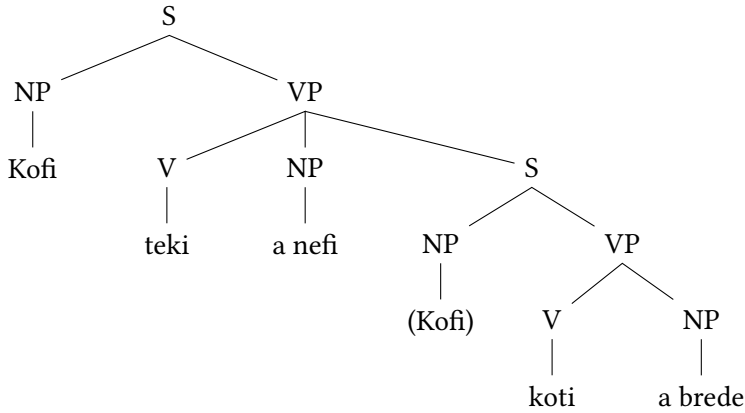 S
NP VP
Kofi V NP S
teki a nefi NP VP
(Kofi) V NP
koti a brede